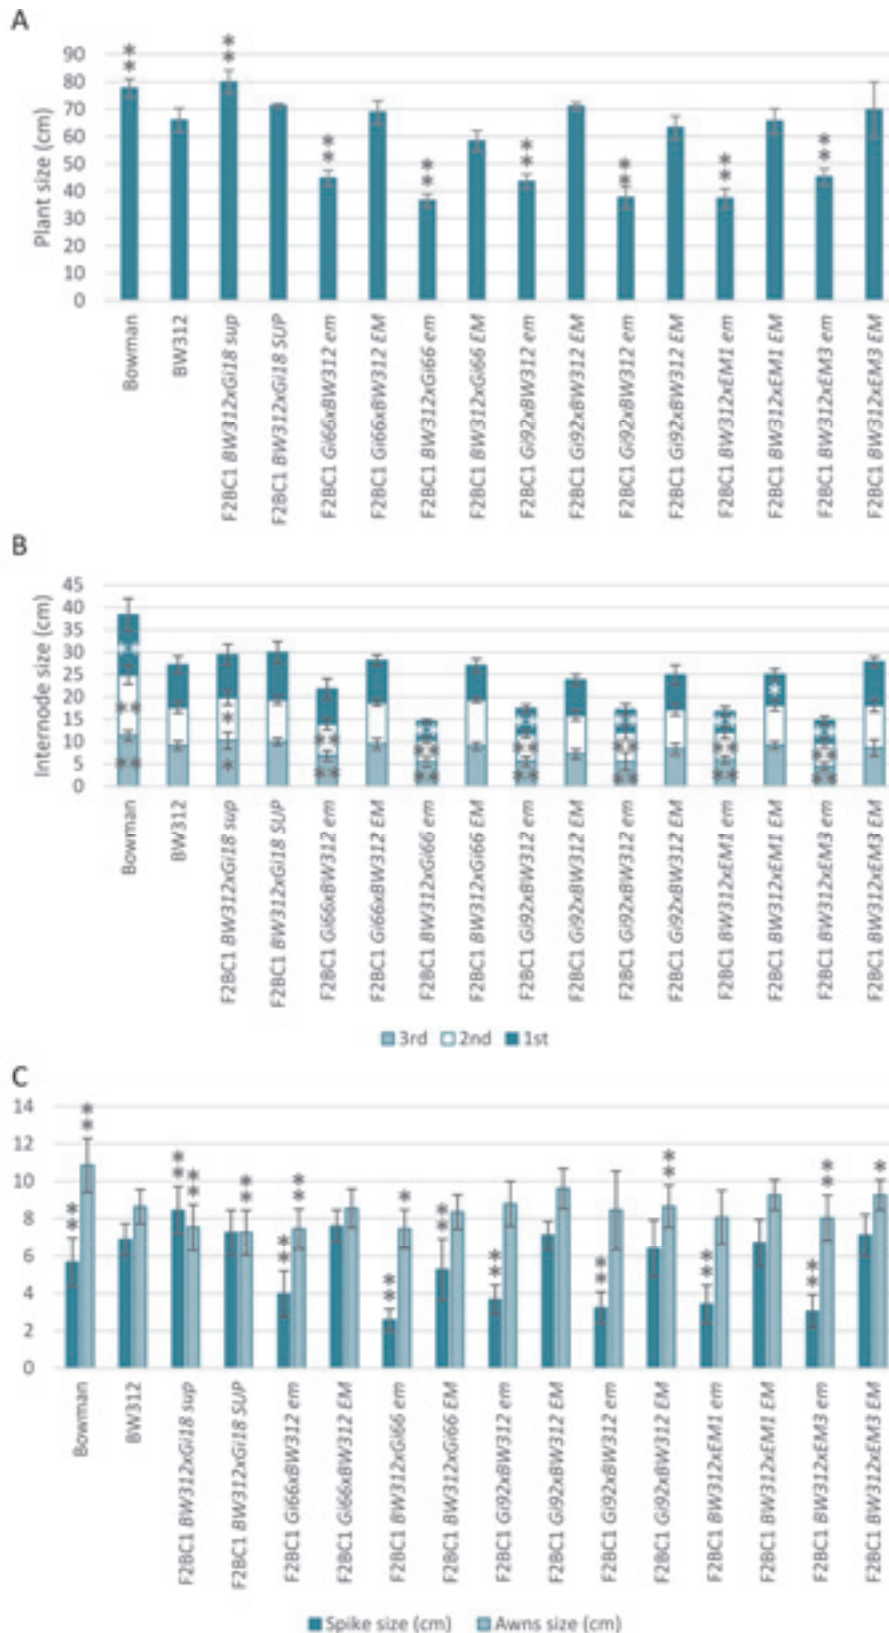 A
Plant size (cm)
90
80
70
60
50
40
30
20
10
0
Bowman
BW312
F2BC1 BW312xGi18 sup
F2BC1 BW312xGi18 SUP
F2BC1 Gi66xBW312 em
F2BC1 Gi66xBW312 EM
F2BC1 BW312xGi66 em
F2BC1 BW312xGi66 EM
F2BC1 Gi92xBW312 em
F2BC1 Gi92xBW312 EM
F2BC1 Gi92xBW312 em
F2BC1 Gi92xBW312 EM
F2BC1 BW312xEM1 em
F2BC1 BW312xEM1 EM
F2BC1 BW312xEM3 em
F2BC1 BW312xEM3 EM
B
Internode size (cm)
45
40
35
30
25
20
15
10
5
0
Bowman
BW312
F2BC1 BW312xGi18 sup
F2BC1 BW312xGi18 SUP
F2BC1 Gi66xBW312 em
F2BC1 Gi66xBW312 EM
F2BC1 BW312xGi66 em
F2BC1 BW312xGi66 EM
F2BC1 Gi92xBW312 em
F2BC1 Gi92xBW312 EM
F2BC1 Gi92xBW312 em
F2BC1 Gi92xBW312 EM
F2BC1 BW312xEM1 em
F2BC1 BW312xEM1 EM
F2BC1 BW312xEM3 em
F2BC1 BW312xEM3 EM
3rd 2nd 1st
C
14
12
10
8
6
4
2
0
Bowman
BW312
F2BC1 BW312xGi18 sup
F2BC1 BW312xGi18 SUP
F2BC1 Gi66xBW312 em
F2BC1 Gi66xBW312 EM
F2BC1 BW312xGi66 em
F2BC1 BW312xGi66 EM
F2BC1 Gi92xBW312 em
F2BC1 Gi92xBW312 EM
F2BC1 Gi92xBW312 em
F2BC1 Gi92xBW312 EM
F2BC1 BW312xEM1 em
F2BC1 BW312xEM1 EM
F2BC1 BW312xEM3 em
F2BC1 BW312xEM3 EM
Spike size (cm) Awns size (cm)